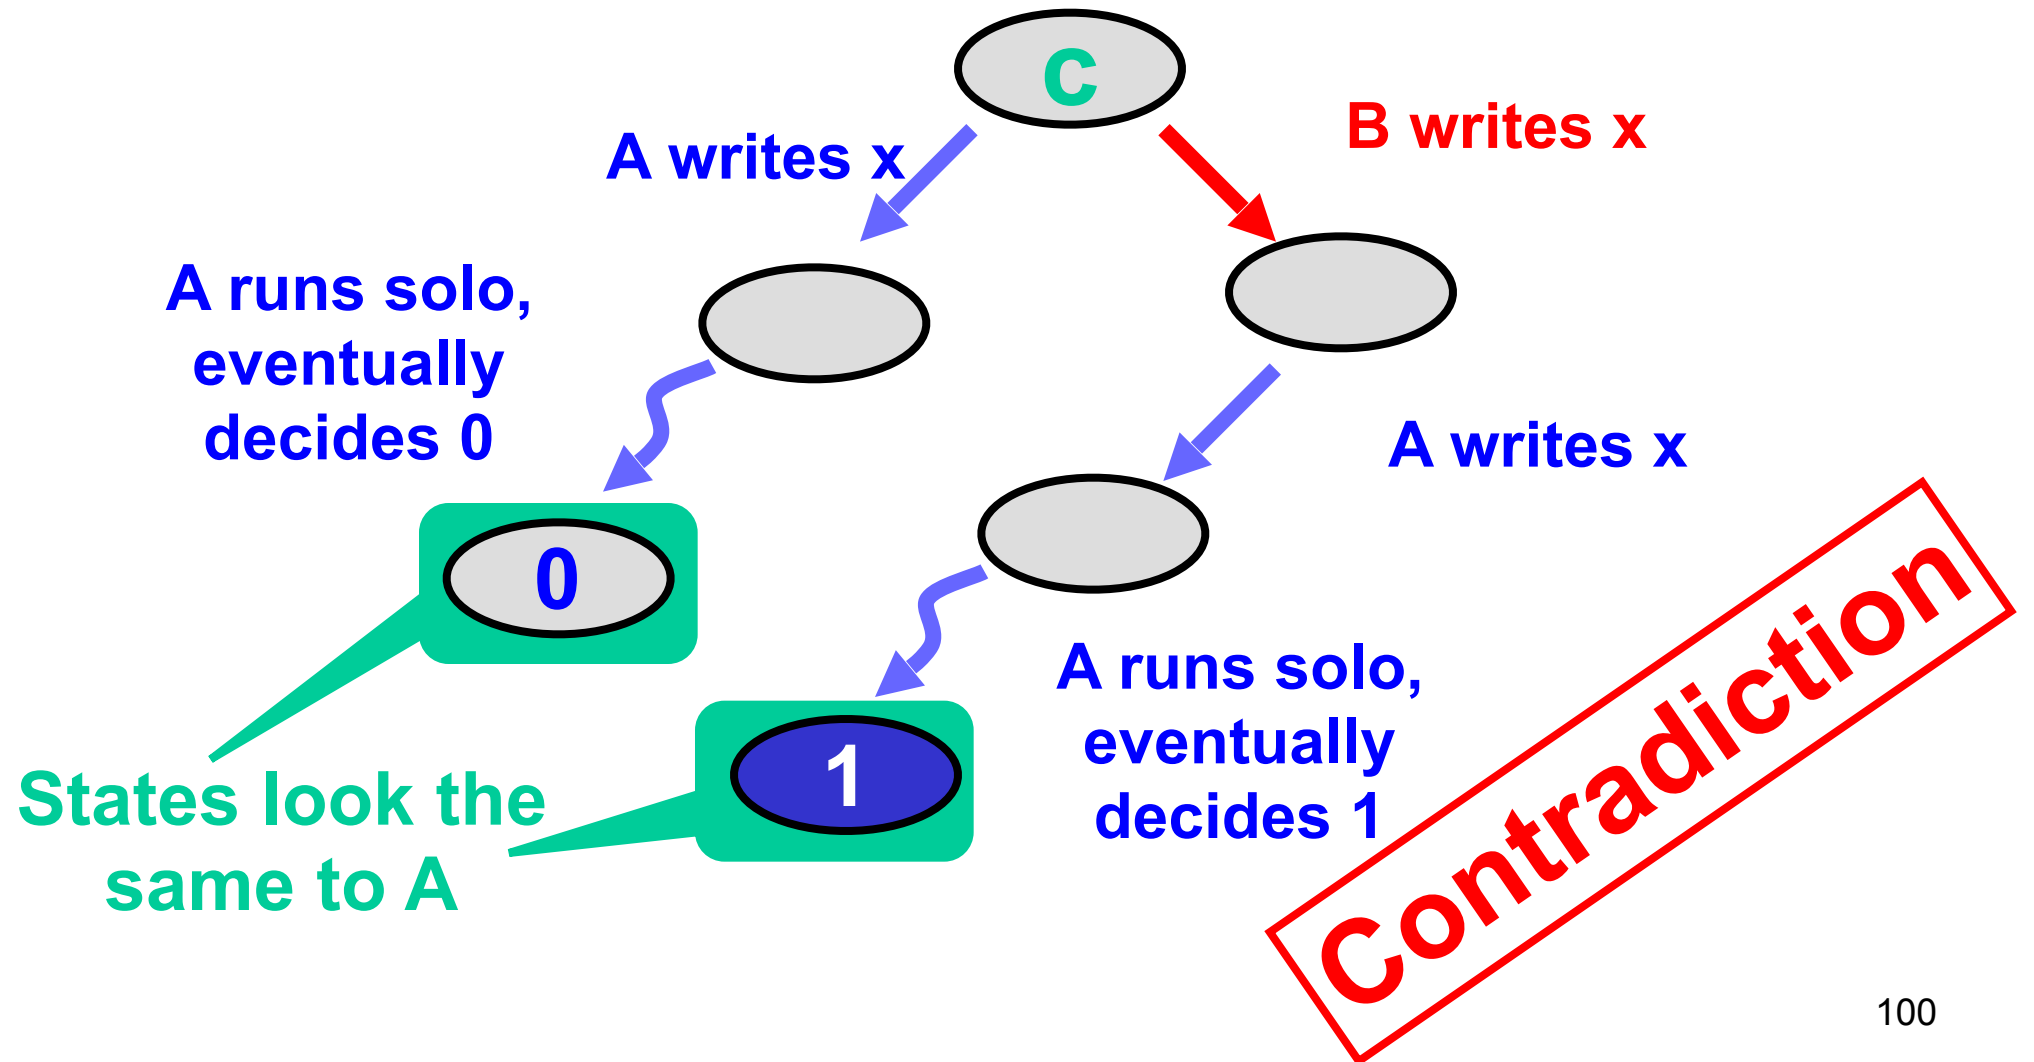 c
A writes x
B writes x
A runs solo,
eventually
decides 0
A writes x
0
A runs solo,
eventually
decides 1
1
States look the
same to A
Contradiction
100